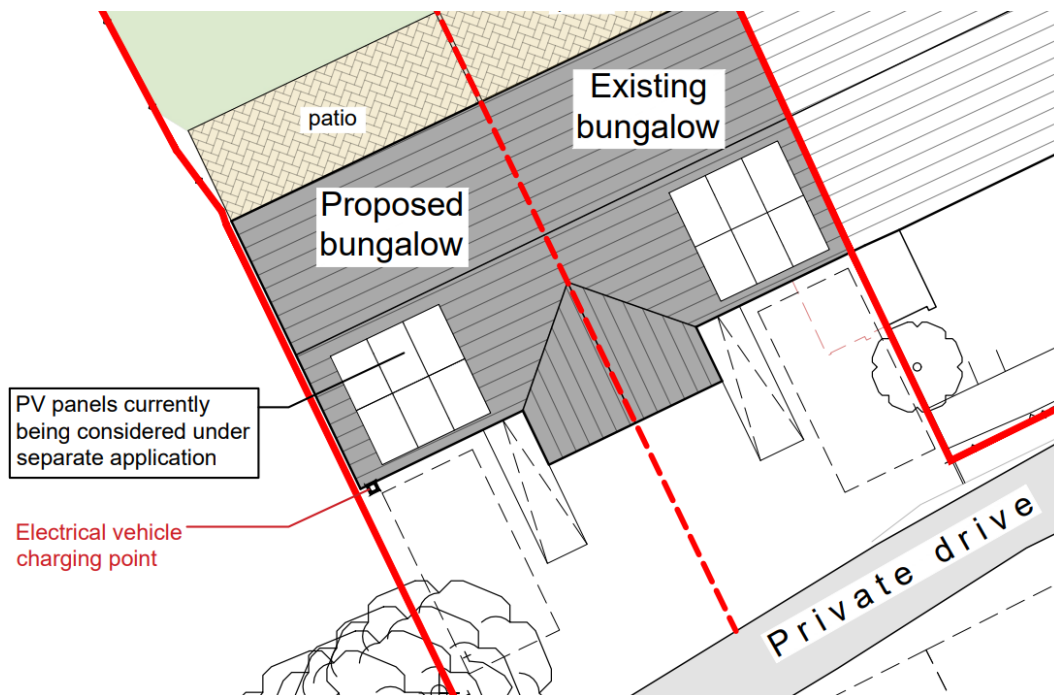 Existing
bungalow
patio
Proposed
bungalow
PV panels currently
being considered under
separate application
Electrical vehicle
charging point
Private drive